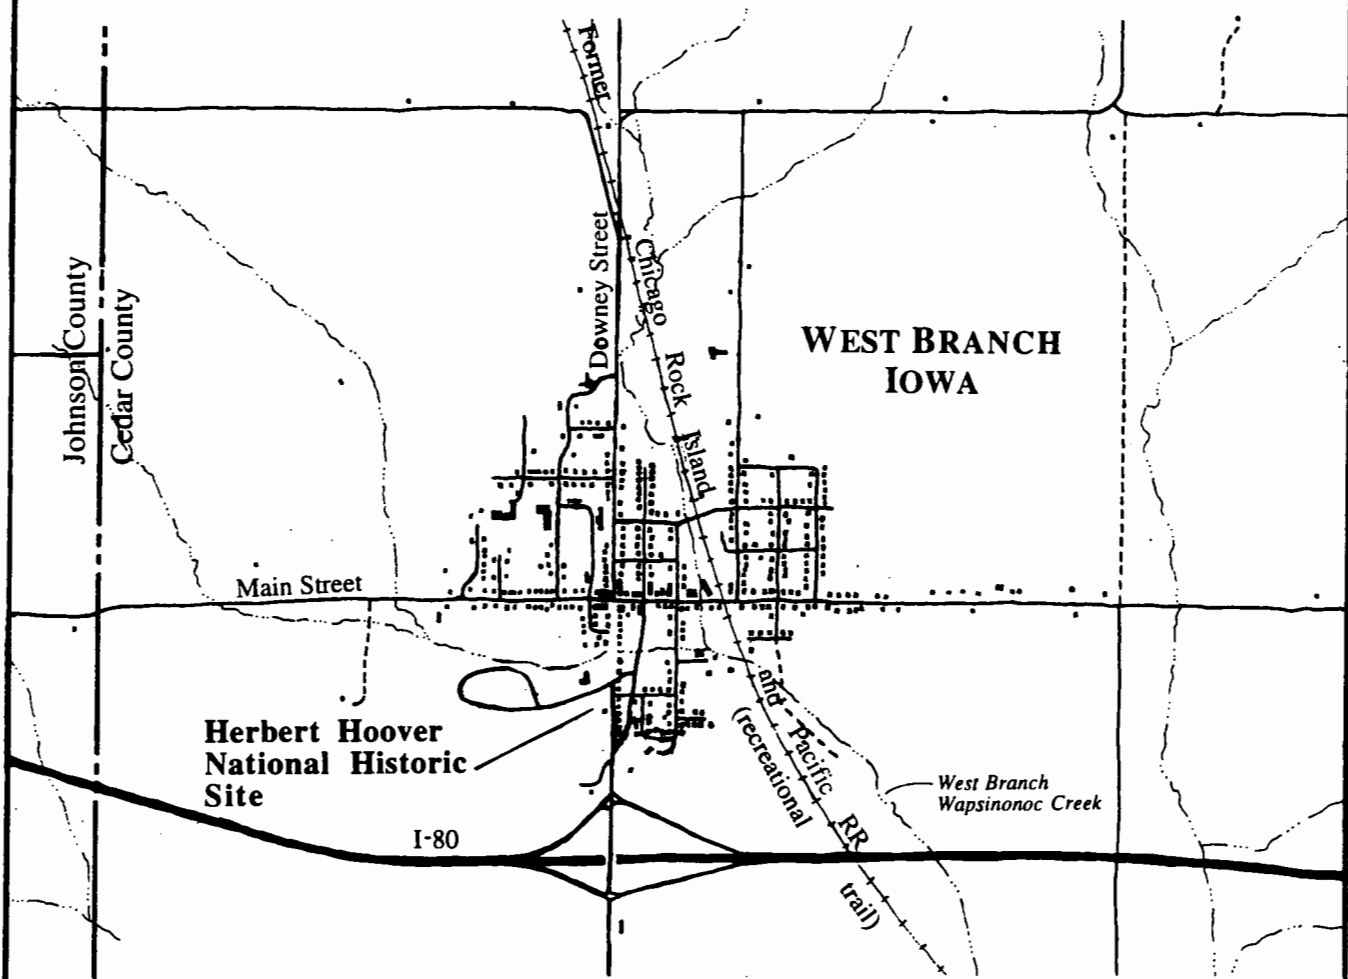 Former
Chicago
Rock
Island
and
Pacific
RR
(recreational
trail)
Downey Street
Johnson County
Cedar County
WEST BRANCH
IOWA
Main Street
Herbert Hoover
National Historic
Site
West Branch
Wapsinonoc Creek
I-80